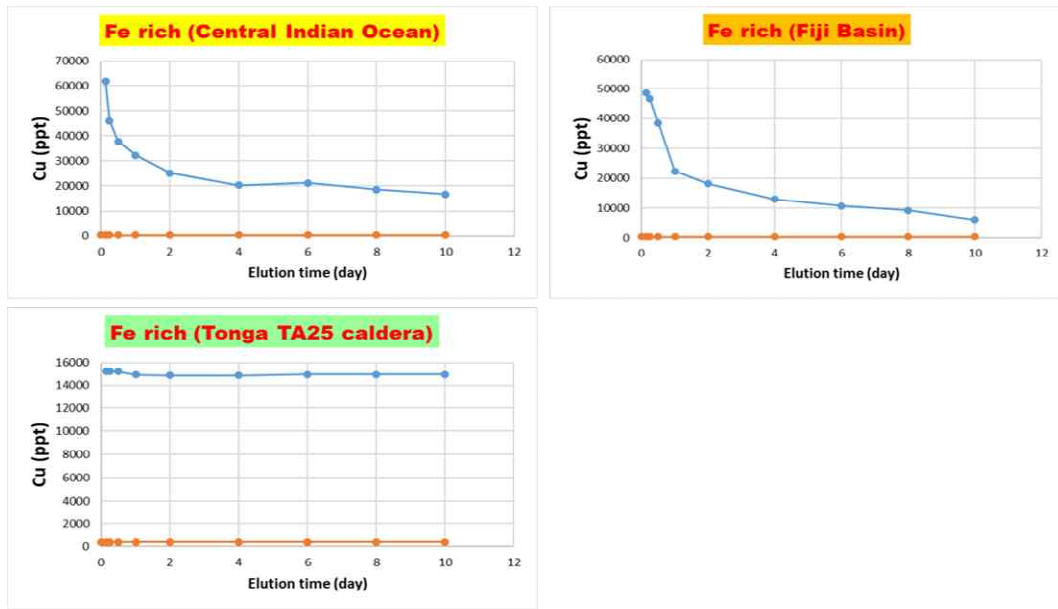 Fe rich (Central Indian Ocean)
70000
60000
50000
40000
30000
20000
10000
0
Cu (ppt)
0 2 4 6 8 10 12
Elution time (day)
Fe rich (Fiji Basin)
60000
50000
40000
30000
20000
10000
0
Cu (ppt)
0 2 4 6 8 10 12
Elution time (day)
Fe rich (Tonga TA25 caldera)
16000
14000
12000
10000
8000
6000
4000
2000
0
Cu (ppt)
0 2 4 6 8 10 12
Elution time (day)